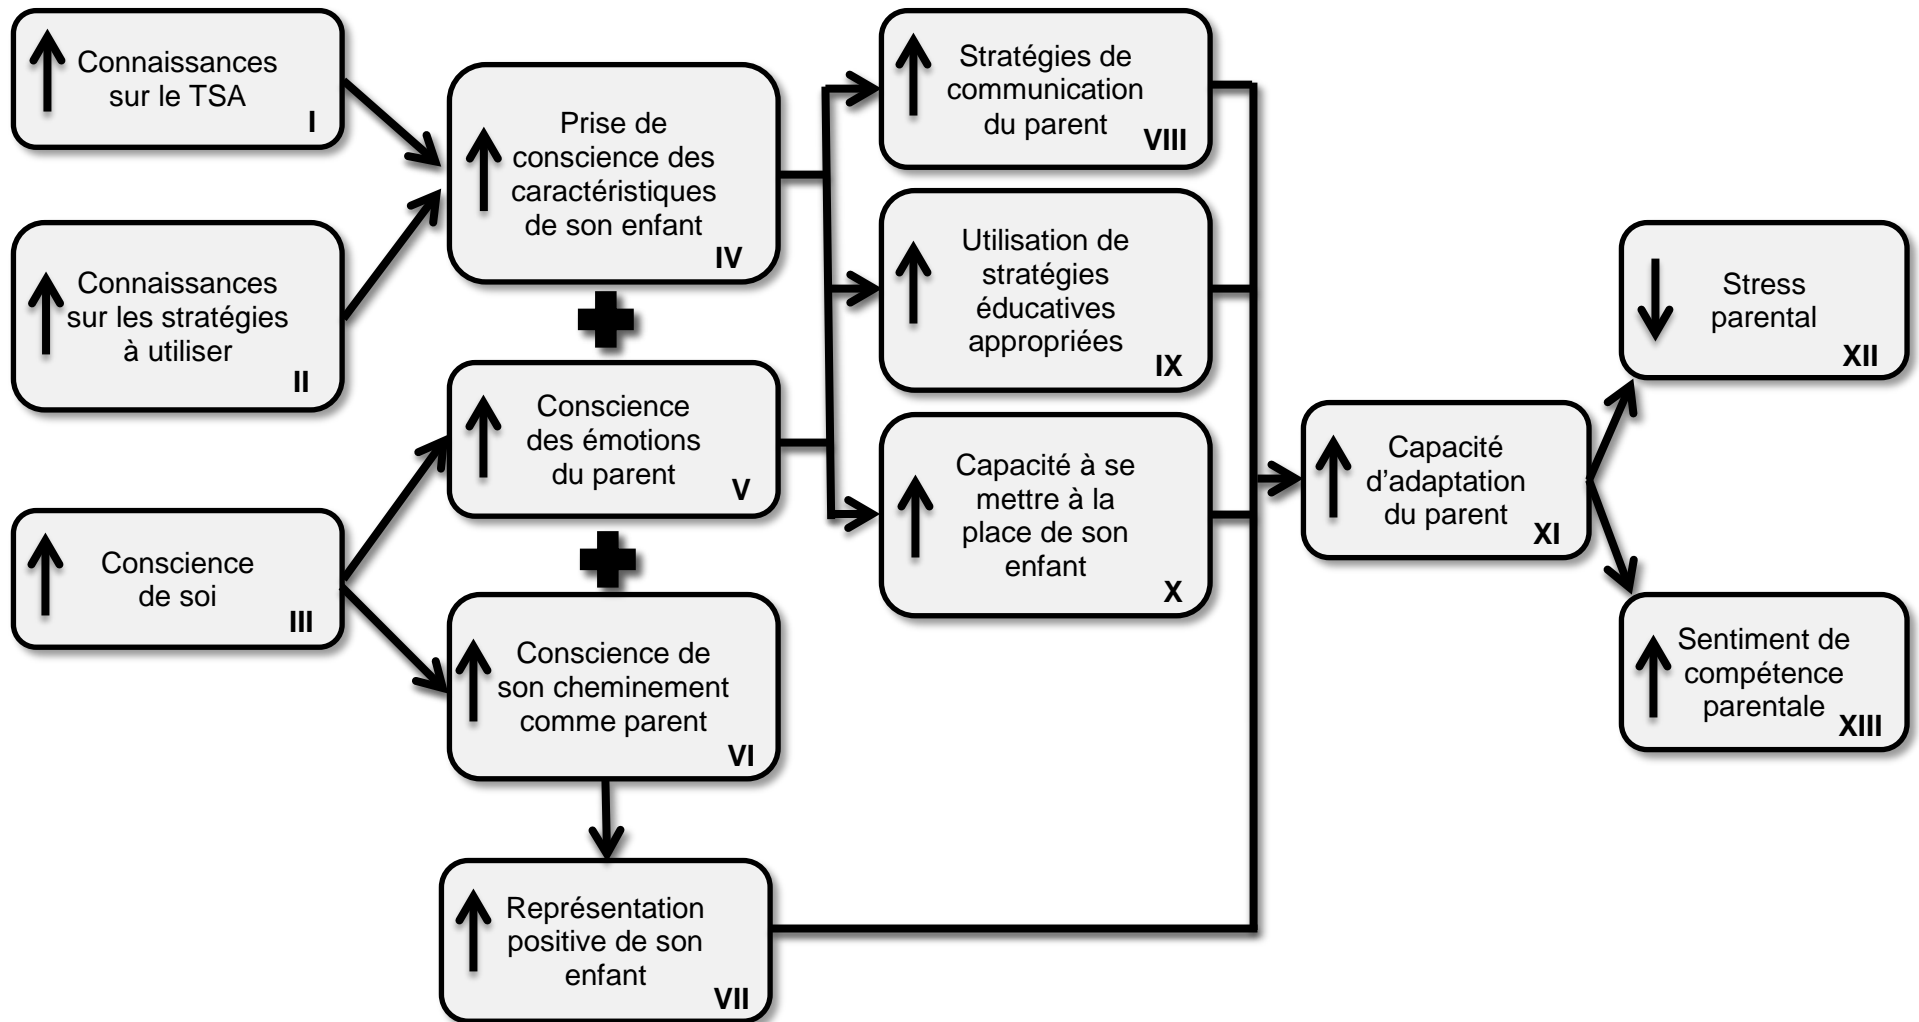 Connaissances
sur le TSA
I
Connaissances
sur les stratégies
à utiliser
II
Conscience
de soi
III
Prise de
conscience des
caractéristiques
de son enfant
IV
Conscience
des émotions
du parent
V
Conscience de
son cheminement
comme parent
VI
Représentation
positive de son
enfant
VII
Stratégies de
communication
du parent
VIII
Utilisation de
stratégies
éducatives
appropriées
IX
Capacité à se
mettre à la
place de son
enfant
X
Capacité
d’adaptation
du parent
XI
Stress
parental
XII
Sentiment de
compétence
parentale
XIII